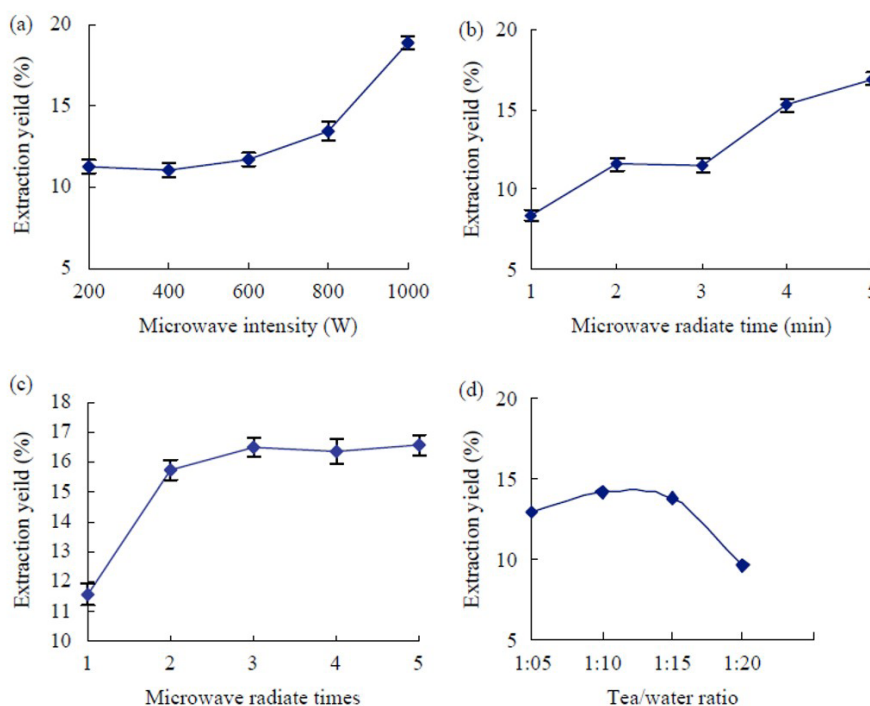 (a)
20
15
10
5
Extraction yeild (%)
200 400 600 800 1000
Microwave intensity (W)
(b)
20
15
10
5
Extraction yeild (%)
1 2 3 4 5
Microwave radiate time (min)
(c)
18
17
16
15
14
13
12
11
10
Extraction yeild (%)
1 2 3 4 5
Microwave radiate times
(d)
20
15
10
5
Extraction yield (%)
1:05 1:10 1:15 1:20
Tea/water ratio